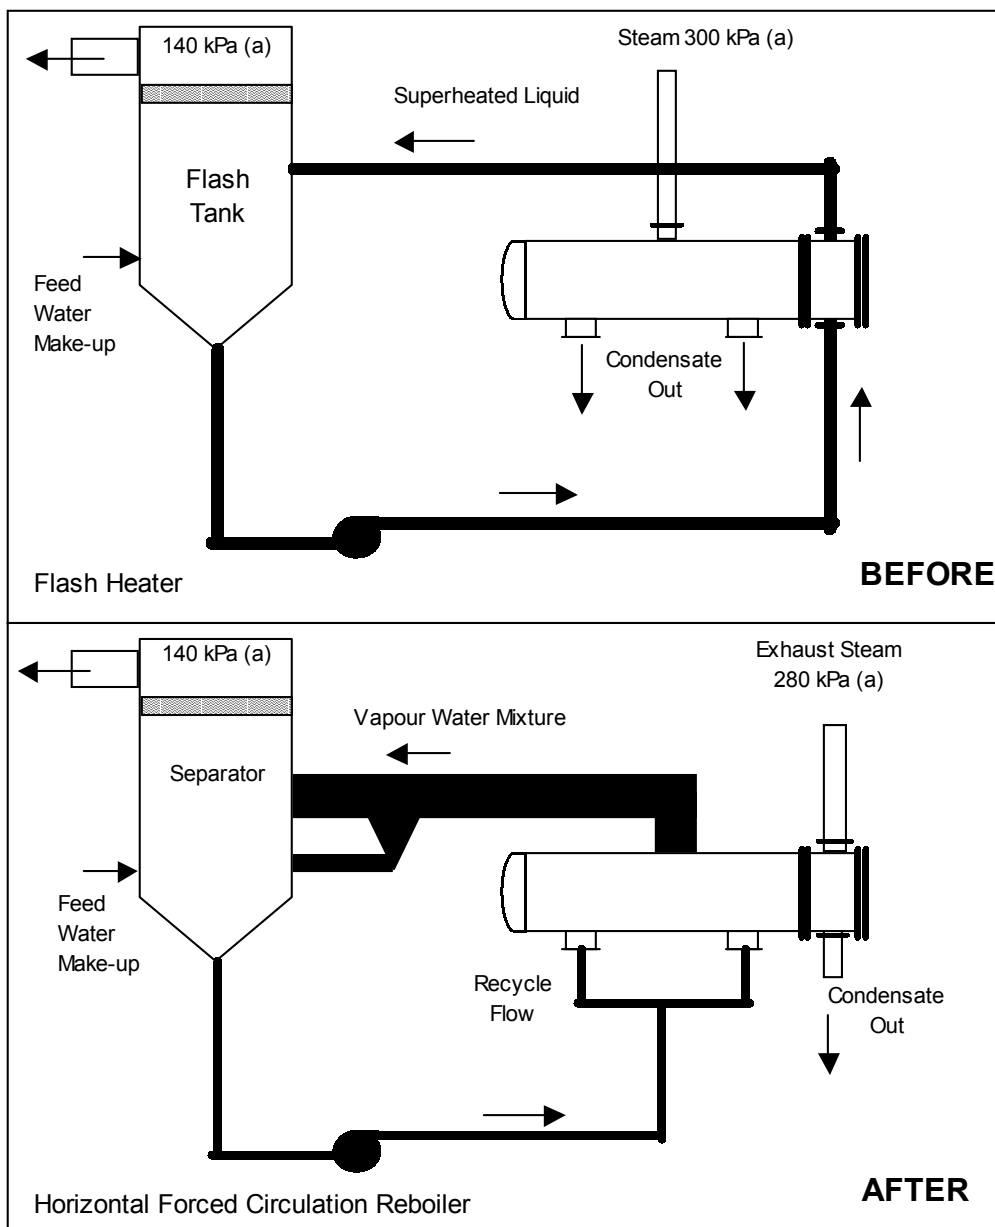 140 kPa (a)
Steam 300 kPa (a)
Superheated Liquid
Flash
Tank
Feed
Water
Make-up
Condensate
Out
Flash Heater
BEFORE
140 kPa (a)
Exhaust Steam
280 kPa (a)
Vapour Water Mixture
Separator
Feed
Water
Make-up
Recycle
Flow
Condensate
Out
Horizontal Forced Circulation Reboiler
AFTER